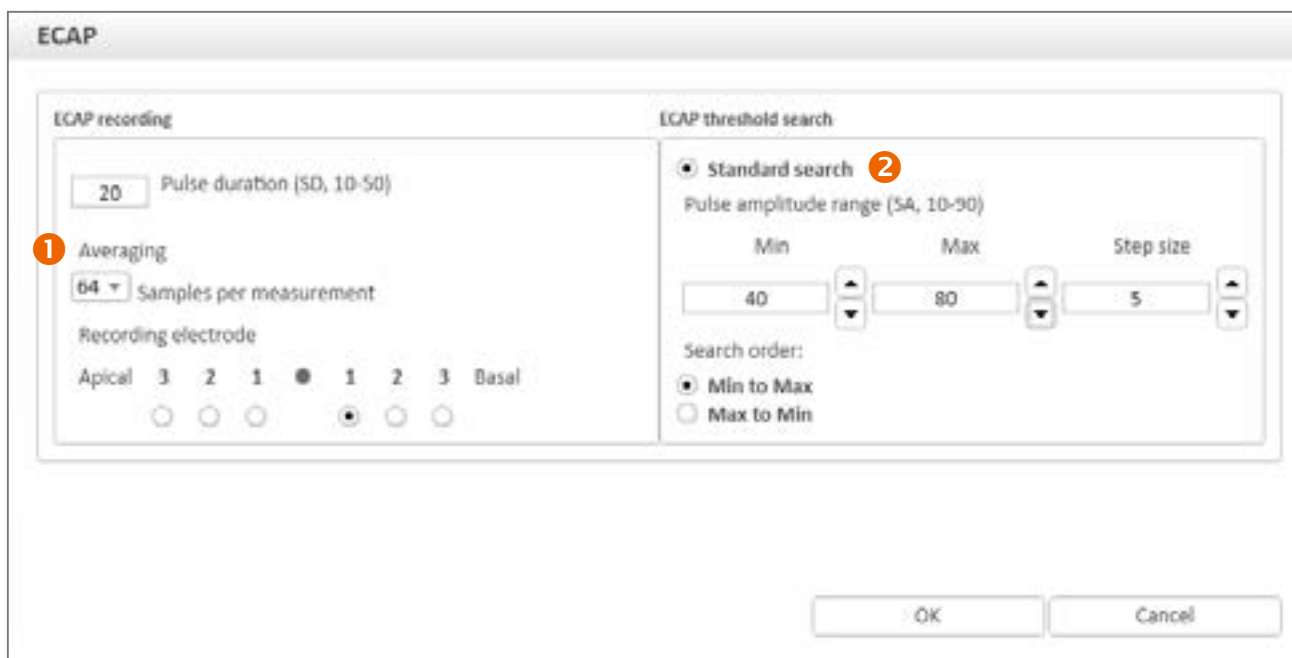 ECAP
ECAP recording
20 Pulse duration (SD, 10-50)
1 Averaging
64 Samples per measurement
Recording electrode
Apical 3 2 1 1 2 3 Basal
ECAP threshold search
Standard search 2
Pulse amplitude range (SA, 10-90)
Min Max Step size
40 80 5
Search order:
Min to Max
Max to Min
OK Cancel